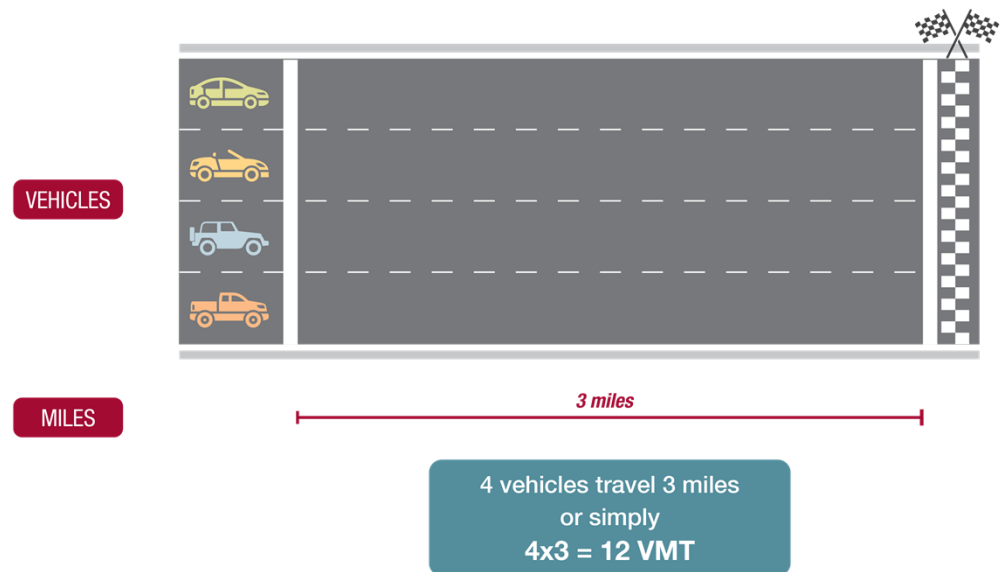 VEHICLES
MILES
3 miles
4 vehicles travel 3 miles
or simply
4x3 = 12 VMT